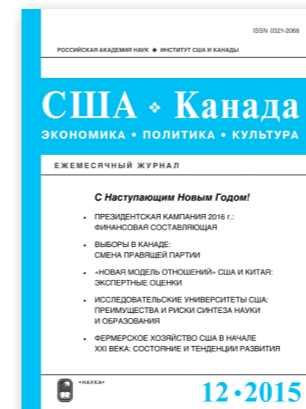 ISSN 0321-2068
РОССИЙСКАЯ АКАДЕМИЯ НАУК ◆ ИНСТИТУТ США И КАНАДЫ
США ❖ Канада
ЭКОНОМИКА • ПОЛИТИКА • КУЛЬТУРА
ЕЖЕМЕСЯЧНЫЙ ЖУРНАЛ
С Наступающим Новым Годом!
• ПРЕЗИДЕНТСКАЯ КАМПАНИЯ 2016 г.:
ФИНАНСОВАЯ СОСТАВЛЯЮЩАЯ
• ВЫБОРЫ В КАНАДЕ:
СМЕНА ПРАВЯЩЕЙ ПАРТИИ
• «НОВАЯ МОДЕЛЬ ОТНОШЕНИЙ» США И КИТАЯ:
ЭКСПЕРТНЫЕ ОЦЕНКИ
• ИССЛЕДОВАТЕЛЬСКИЕ УНИВЕРСИТЕТЫ США:
ПРЕИМУЩЕСТВА И РИСКИ СИНТЕЗА НАУКИ
И ОБРАЗОВАНИЯ
• ФЕРМЕРСКОЕ ХОЗЯЙСТВО США В НАЧАЛЕ
XXI ВЕКА: СОСТОЯНИЕ И ТЕНДЕНЦИИ РАЗВИТИЯ
«НАУКА»
12 • 2015